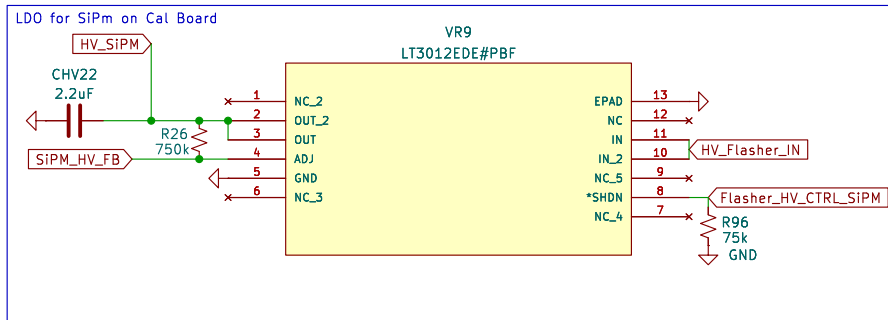 LDO for SiPm on Cal Board
HV_SiPM
VR9
LT3012EDE#PBF
CHV22
2.2uF
R26
750k
SiPM_HV_FB
1 NC_2
2 OUT_2
3 OUT
4 ADJ
5 GND
6 NC_3
EPAD 13
NC 12
IN 11
IN_2 10
NC_5 9
*SHDN 8
NC_4 7
HV_Flasher_IN
Flasher_HV_CTRL_SiPM
R96
75k
GND